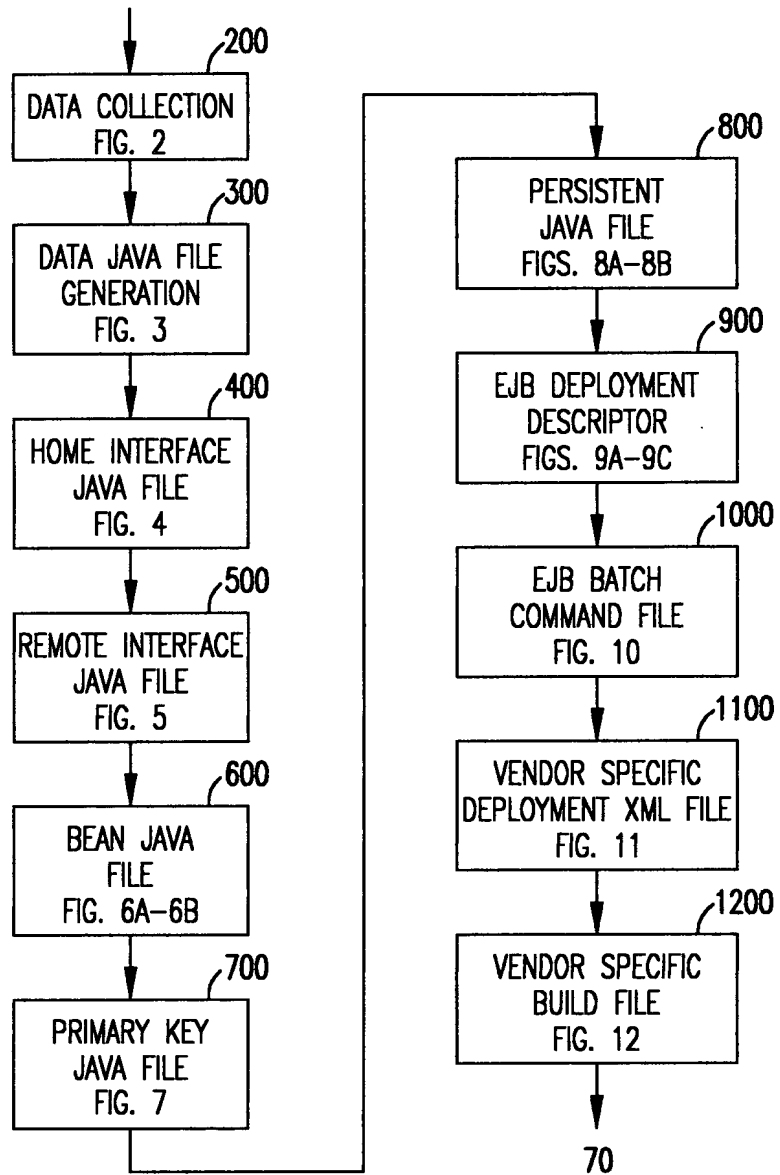 200
DATA COLLECTION
FIG. 2
300
DATA JAVA FILE
GENERATION
FIG. 3
400
HOME INTERFACE
JAVA FILE
FIG. 4
500
REMOTE INTERFACE
JAVA FILE
FIG. 5
600
BEAN JAVA
FILE
FIG. 6A-6B
700
PRIMARY KEY
JAVA FILE
FIG. 7
800
PERSISTENT
JAVA FILE
FIGS. 8A-8B
900
EJB DEPLOYMENT
DESCRIPTOR
FIGS. 9A-9C
1000
EJB BATCH
COMMAND FILE
FIG. 10
1100
VENDOR SPECIFIC
DEPLOYMENT XML FILE
FIG. 11
1200
VENDOR SPECIFIC
BUILD FILE
FIG. 12
70